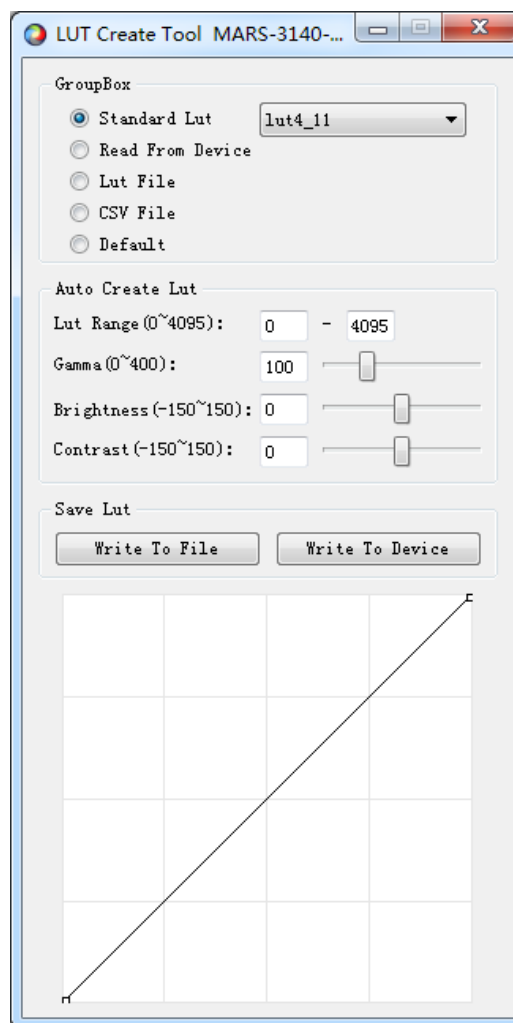 LUT Create Tool MARS-3140-...
GroupBox
Standard Lut lut4_11
Read From Device
Lut File
CSV File
Default
Auto Create Lut
Lut Range(0~4095): 0 - 4095
Gamma(0~400): 100
Brightness(-150~150): 0
Contrast(-150~150): 0
Save Lut
Write To File Write To Device